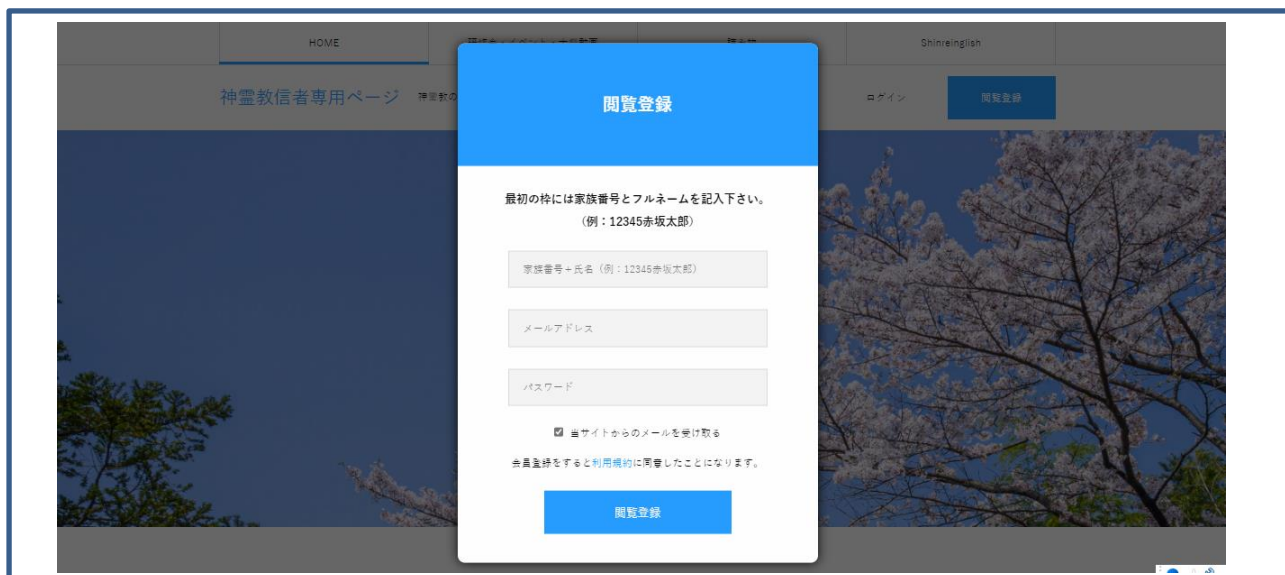 HOME
Shinreinglish
神霊教信者専用ページ
ログイン
閲覧登録
閲覧登録
最初の枠には家族番号とフルネームを記入下さい。
（例：12345赤坂太郎）
家族番号＋氏名（例：12345赤坂太郎）
メールアドレス
パスワード
当サイトからのメールを受け取る
会員登録をすると利用規約に同意したことになります。
閲覧登録